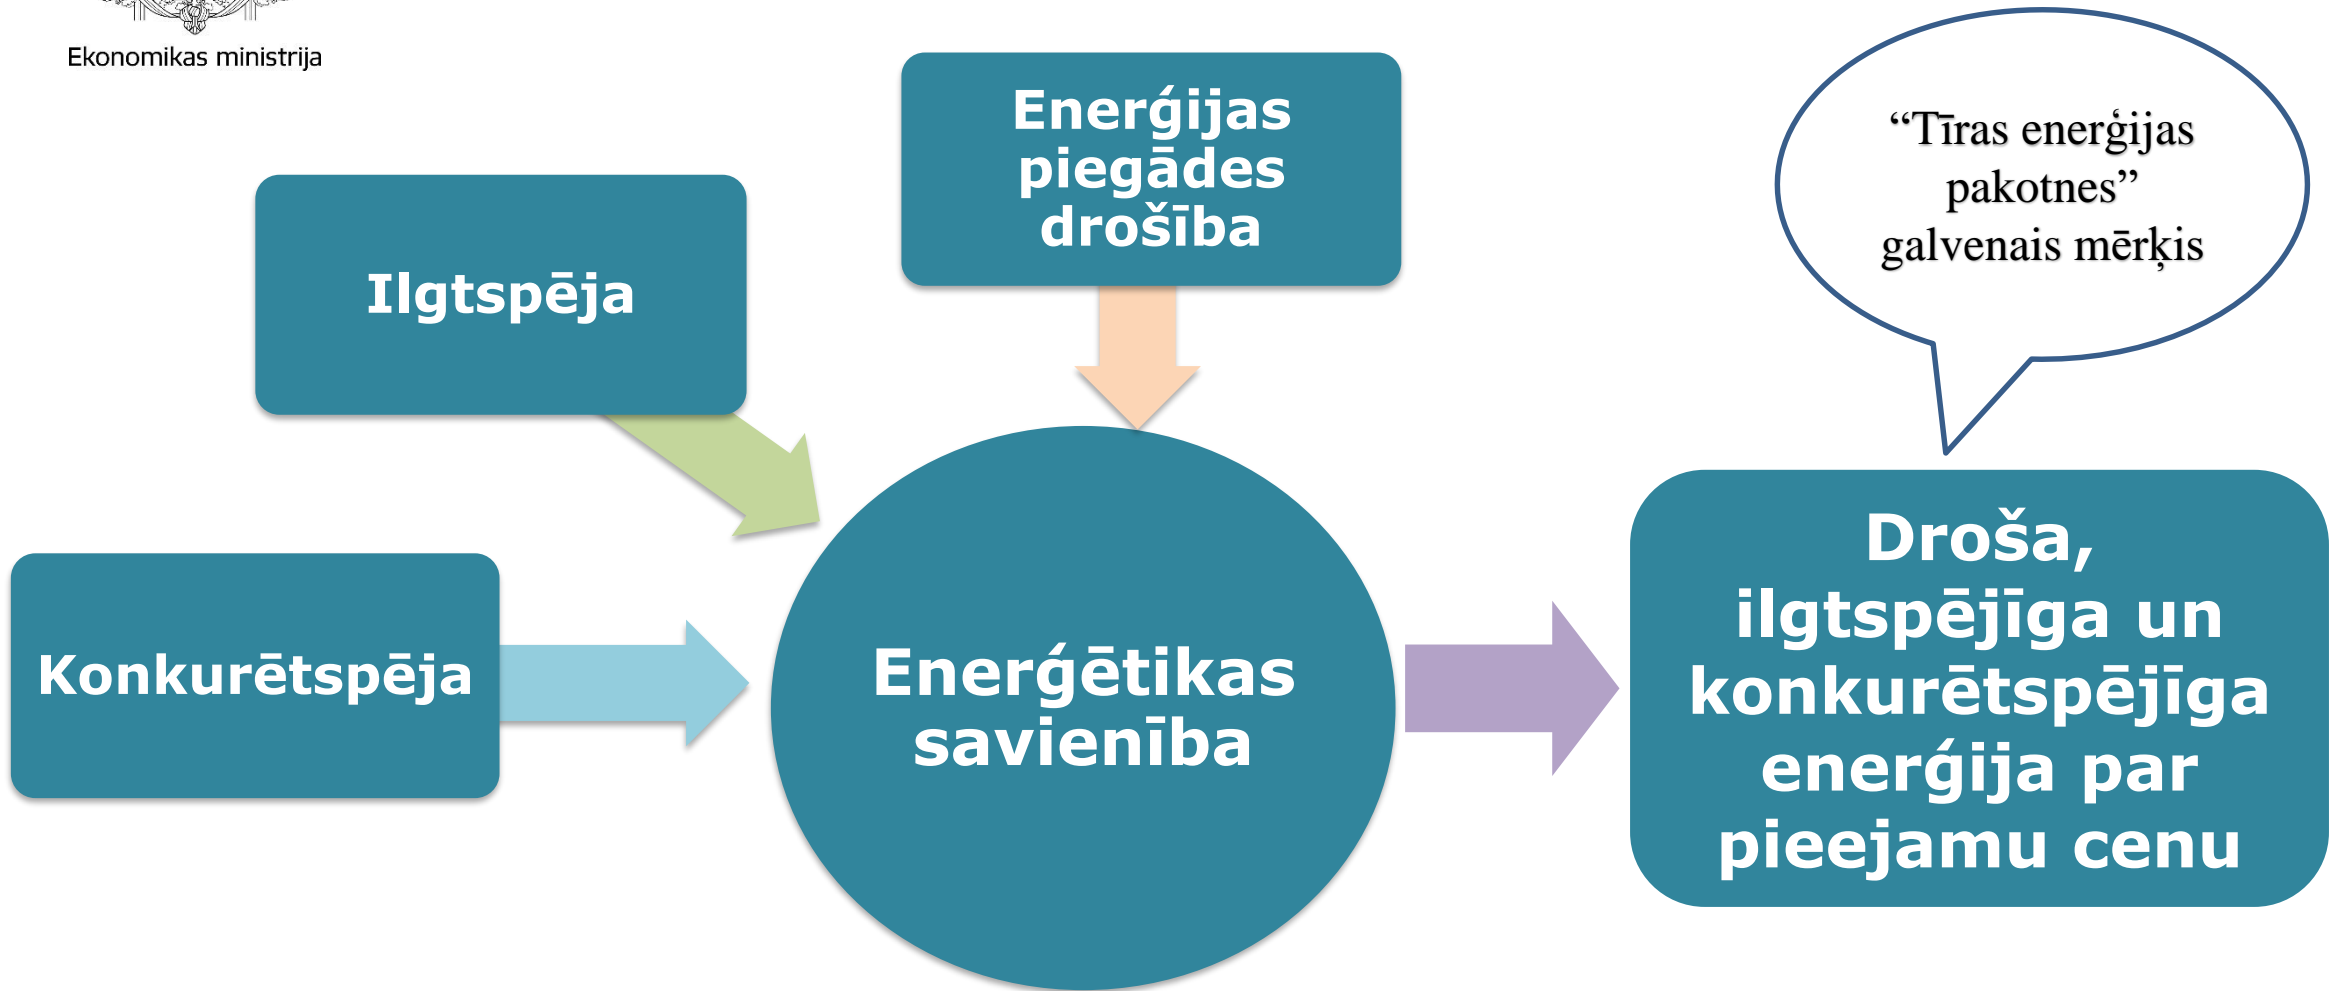 Ekonomikas ministrija
Enerģijas
piegādes
drošība
“Tīras enerģijas
pakotnes”
galvenais mērķis
Ilgtspēja
Konkurētspēja
Enerģētikas
savienība
Droša,
ilgtspējīga un
konkurētspējīga
enerģija par
pieejamu cenu